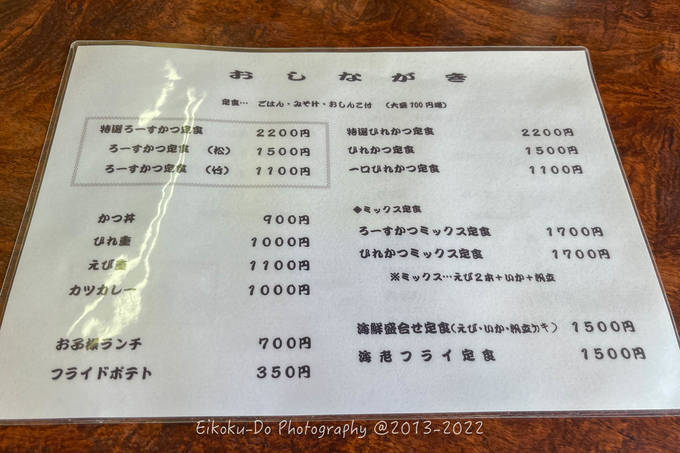 おしながき
定食… ごはん・みそ汁・おしんこ付 (大盛100円増)
特選ろーすかつ定食 2200円
ろーすかつ定食 (松) 1500円
ろーすかつ定食 (竹) 1100円
かつ丼 900円
ひれ重 1000円
えび重 1100円
カツカレー 1000円
お子様ランチ 700円
フライドポテト 350円
特選ひれかつ定食 2200円
ひれかつ定食 1500円
一口ひれかつ定食 1100円
◆ミックス定食
ろーすかつミックス定食 1700円
ひれかつミックス定食 1700円
※ミックス…えび2本+いか+帆立
海鮮盛合せ定食(えび・いか・帆立・カキ) 1500円
海老フライ定食 1500円
Eikoku-Do Photography @2013-2022